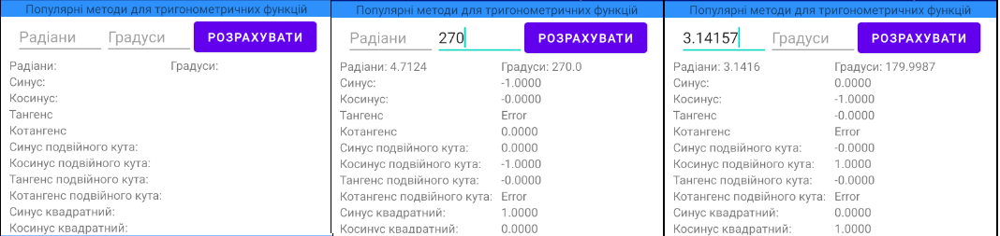 Популярні методи для тригонометричних функцій
Радіани Градуси РОЗРАХУВАТИ
Радіани: Градуси:
Синус:
Косинус:
Тангенс
Котангенс
Синус подвійного кута:
Косинус подвійного кута:
Тангенс подвійного кута:
Котангенс подвійного кута:
Синус квадратний:
Косинус квадратний:
Популярні методи для тригонометричних функцій
Радіани 270 РОЗРАХУВАТИ
Радіани: 4.7124 Градуси: 270.0
Синус: -1.0000
Косинус: -0.0000
Тангенс Error
Котангенс 0.0000
Синус подвійного кута: 0.0000
Косинус подвійного кута: -1.0000
Тангенс подвійного кута: -0.0000
Котангенс подвійного кута: Error
Синус квадратний: 1.0000
Косинус квадратний: 0.0000
Популярні методи для тригонометричних функцій
3.14157 Градуси РОЗРАХУВАТИ
Радіани: 3.1416 Градуси: 179.9987
Синус: 0.0000
Косинус: -1.0000
Тангенс -0.0000
Котангенс Error
Синус подвійного кута: -0.0000
Косинус подвійного кута: 1.0000
Тангенс подвійного кута: -0.0000
Котангенс подвійного кута: Error
Синус квадратний: 0.0000
Косинус квадратний: 1.0000